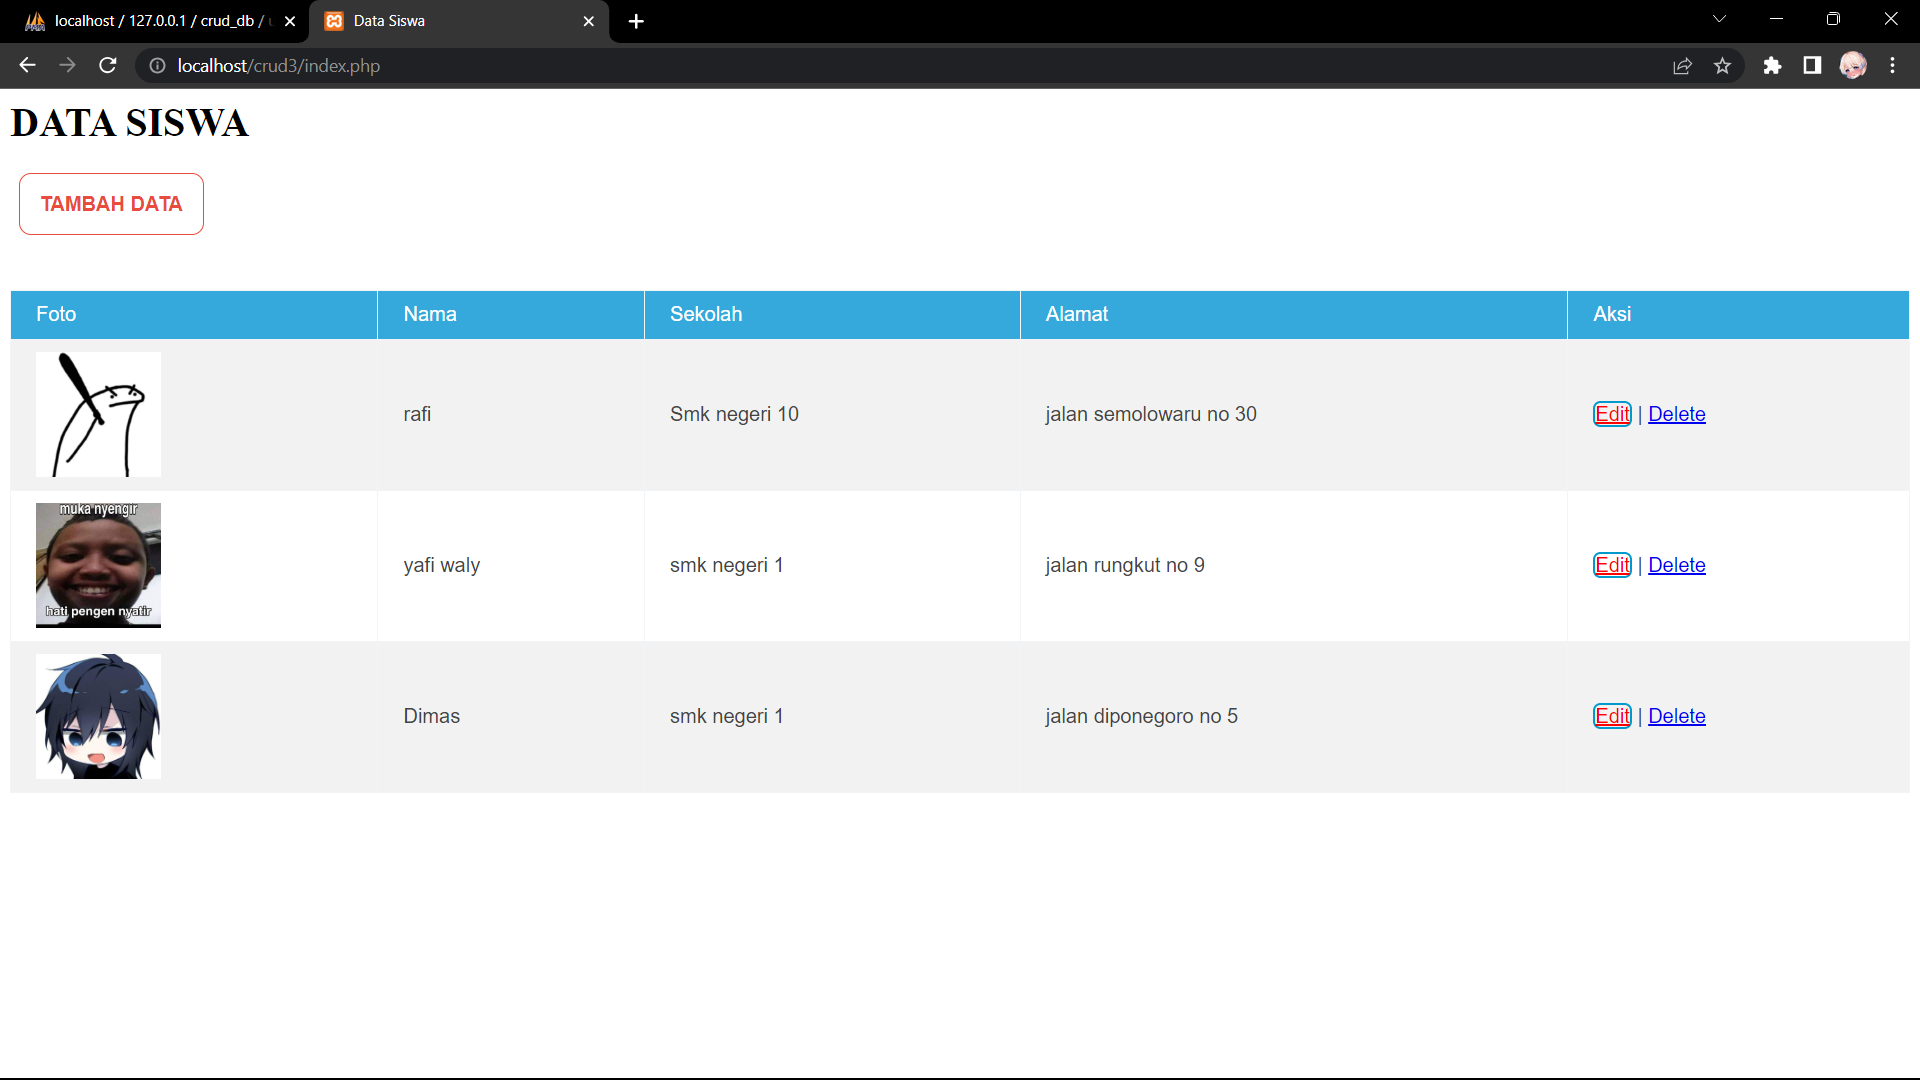 localhost / 127.0.0.1 / crud_db /
Data Siswa
localhost/crud3/index.php
DATA SISWA
TAMBAH DATA
Foto Nama Sekolah Alamat Aksi
rafi Smk negeri 10 jalan semolowaru no 30 Edit | Delete
muka nyengir
hati pengen nyatir
yafi waly smk negeri 1 jalan rungkut no 9 Edit | Delete
Dimas smk negeri 1 jalan diponegoro no 5 Edit | Delete